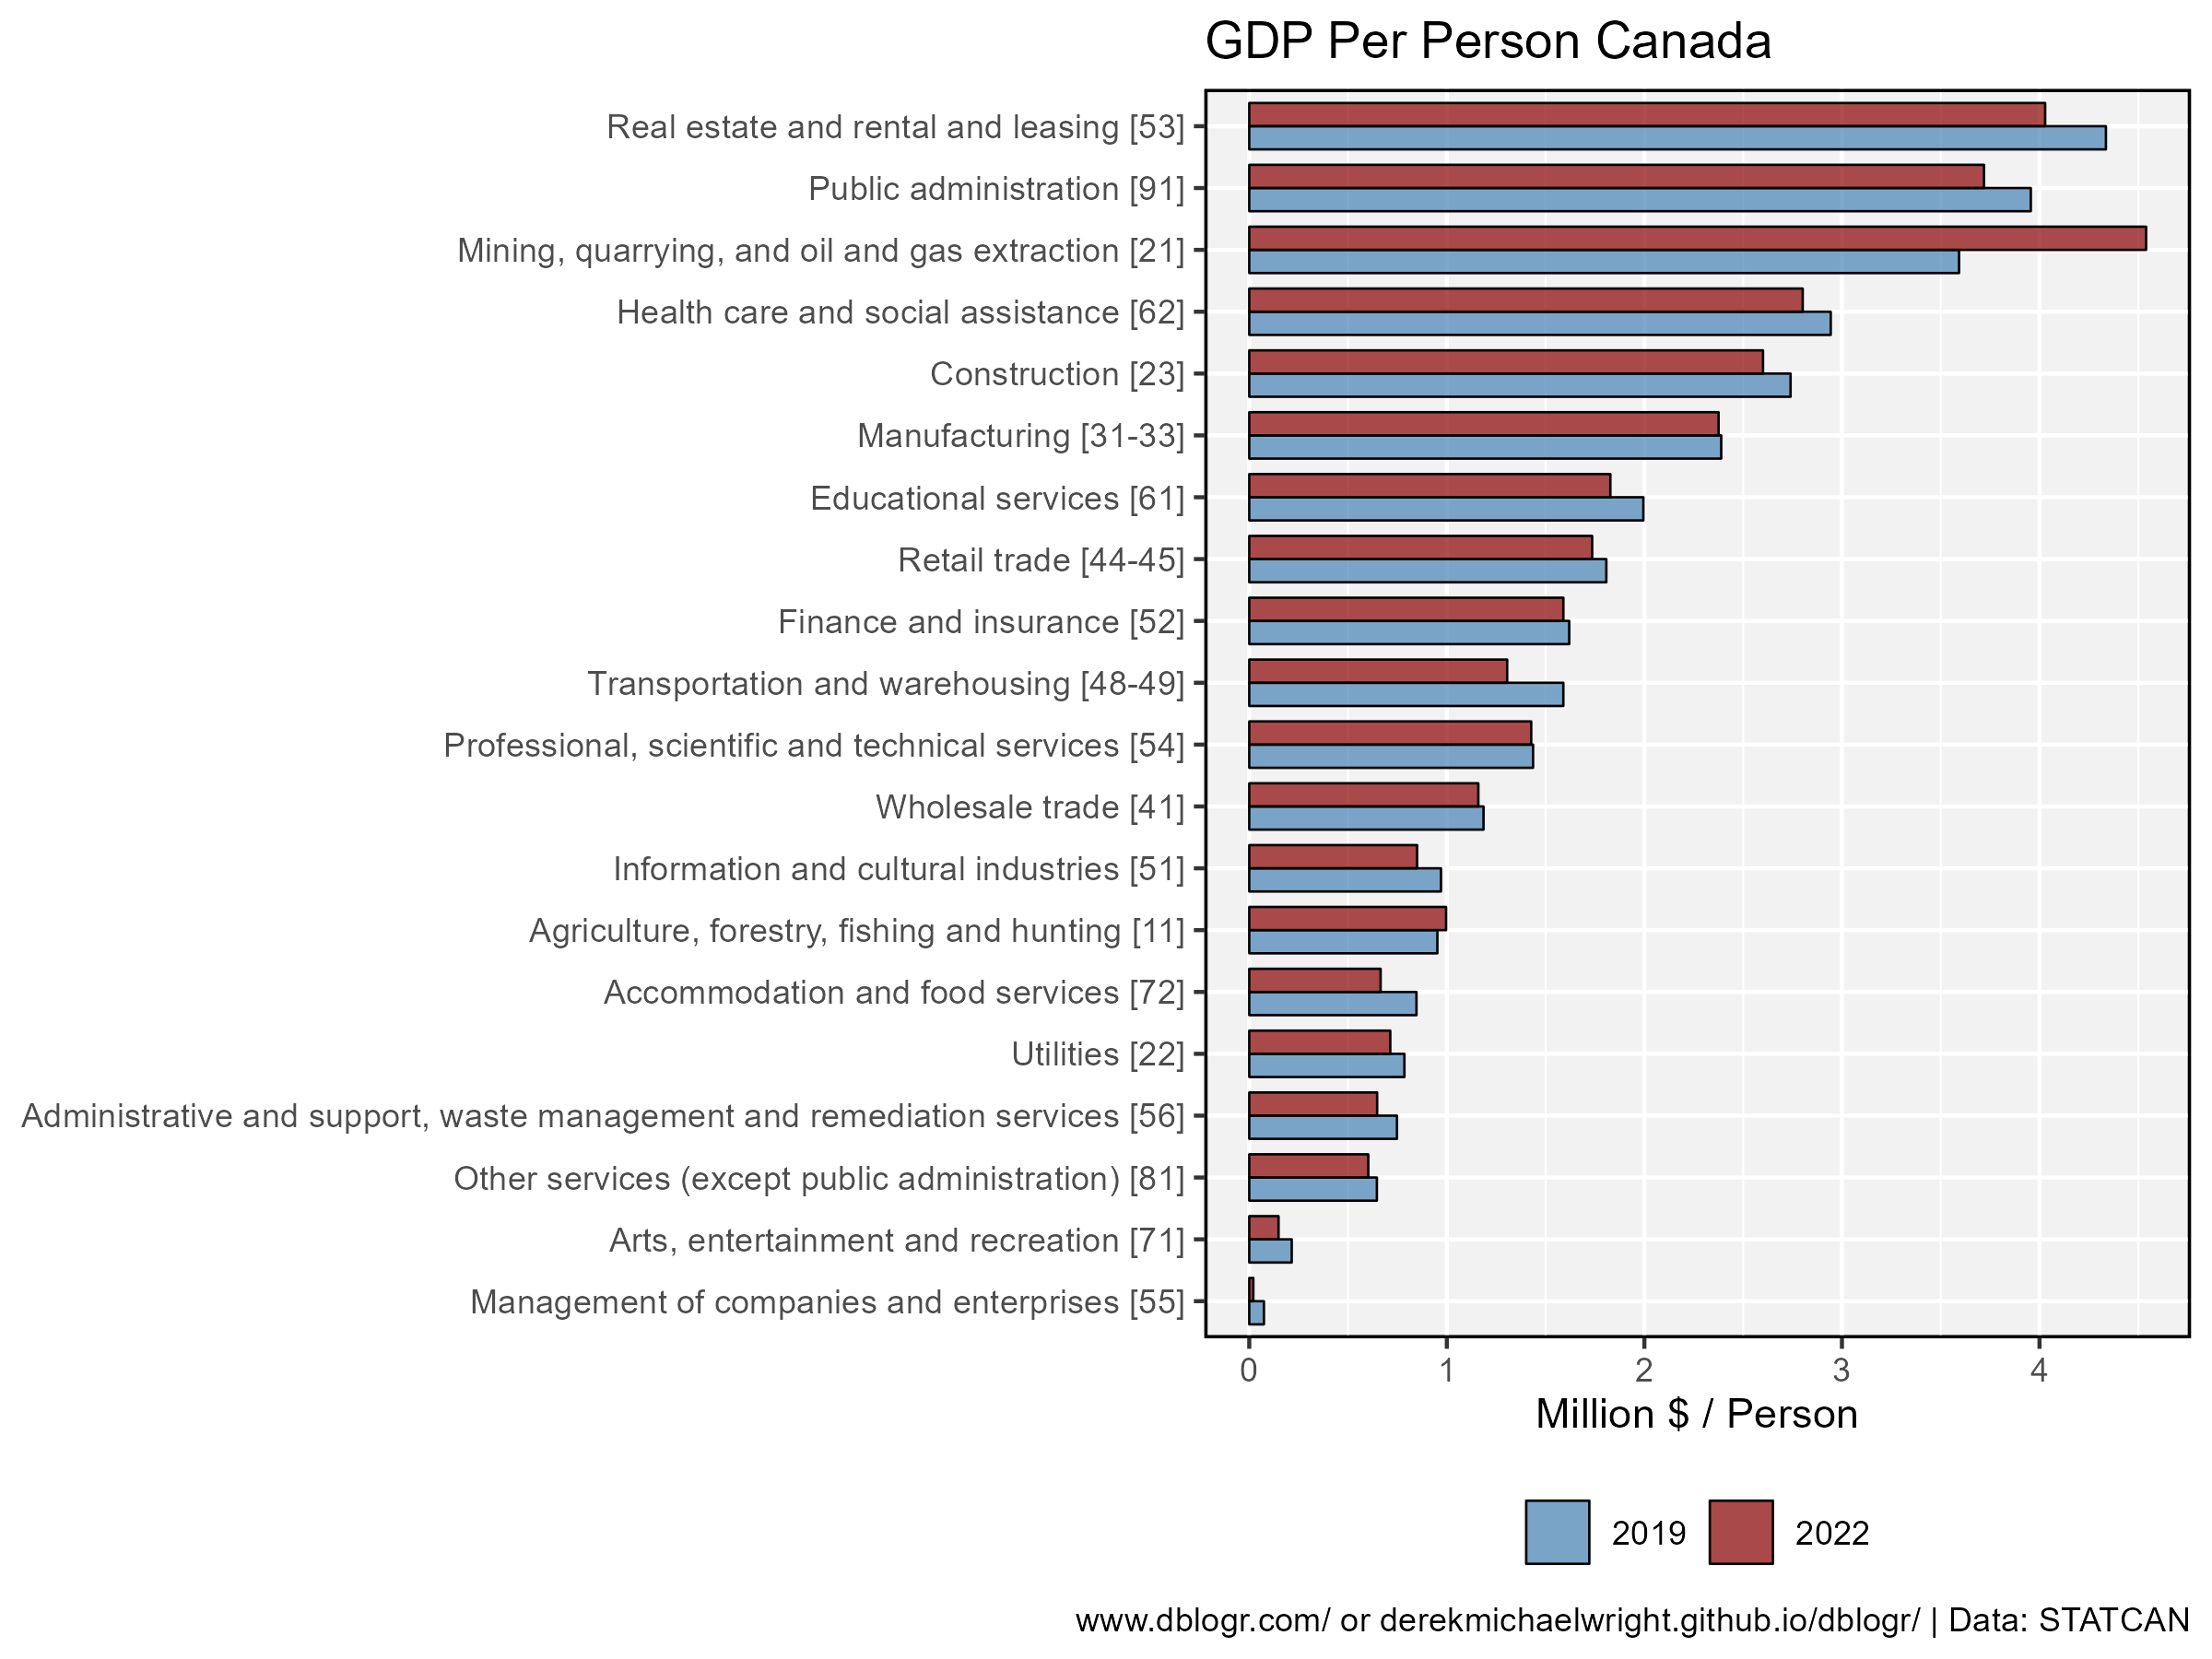 GDP Per Person Canada
Real estate and rental and leasing [53]
Public administration [91]
Mining, quarrying, and oil and gas extraction [21]
Health care and social assistance [62]
Construction [23]
Manufacturing [31-33]
Educational services [61]
Retail trade [44-45]
Finance and insurance [52]
Transportation and warehousing [48-49]
Professional, scientific and technical services [54]
Wholesale trade [41]
Information and cultural industries [51]
Agriculture, forestry, fishing and hunting [11]
Accommodation and food services [72]
Utilities [22]
Administrative and support, waste management and remediation services [56]
Other services (except public administration) [81]
Arts, entertainment and recreation [71]
Management of companies and enterprises [55]
0 1 2 3 4
Million $ / Person
2019 2022
www.dblogr.com/ or derekmichaelwright.github.io/dblogr/ | Data: STATCAN